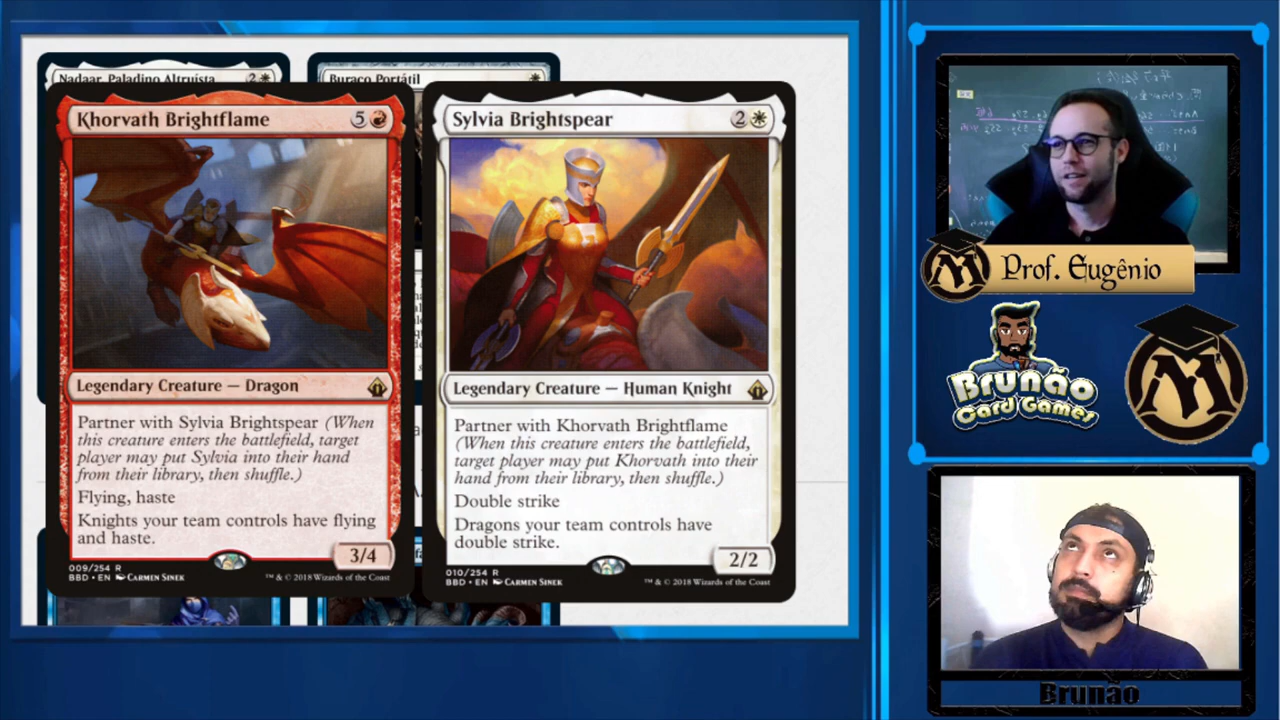 Nadaar, Paladino Altruísta 2
Buraco Portátil
Khorvath Brightflame 5
Legendary Creature — Dragon
Partner with Sylvia Brightspear (When
this creature enters the battlefield, target
player may put Sylvia into their hand
from their library, then shuffle.)
Flying, haste
Knights your team controls have flying
and haste.
3/4
009/254 R
BBD • EN CARMEN SINEK
™ & © 2018 Wizards of the Coast
Sylvia Brightspear 2
Legendary Creature — Human Knight
Partner with Khorvath Brightflame
(When this creature enters the battlefield,
target player may put Khorvath into their
hand from their library, then shuffle.)
Double strike
Dragons your team controls have
double strike.
2/2
010/254 R
BBD • EN CARMEN SINEK
™ & © 2018 Wizards of the Coast
Prof. Eugênio
Brunão
Card Games
M
Brunão